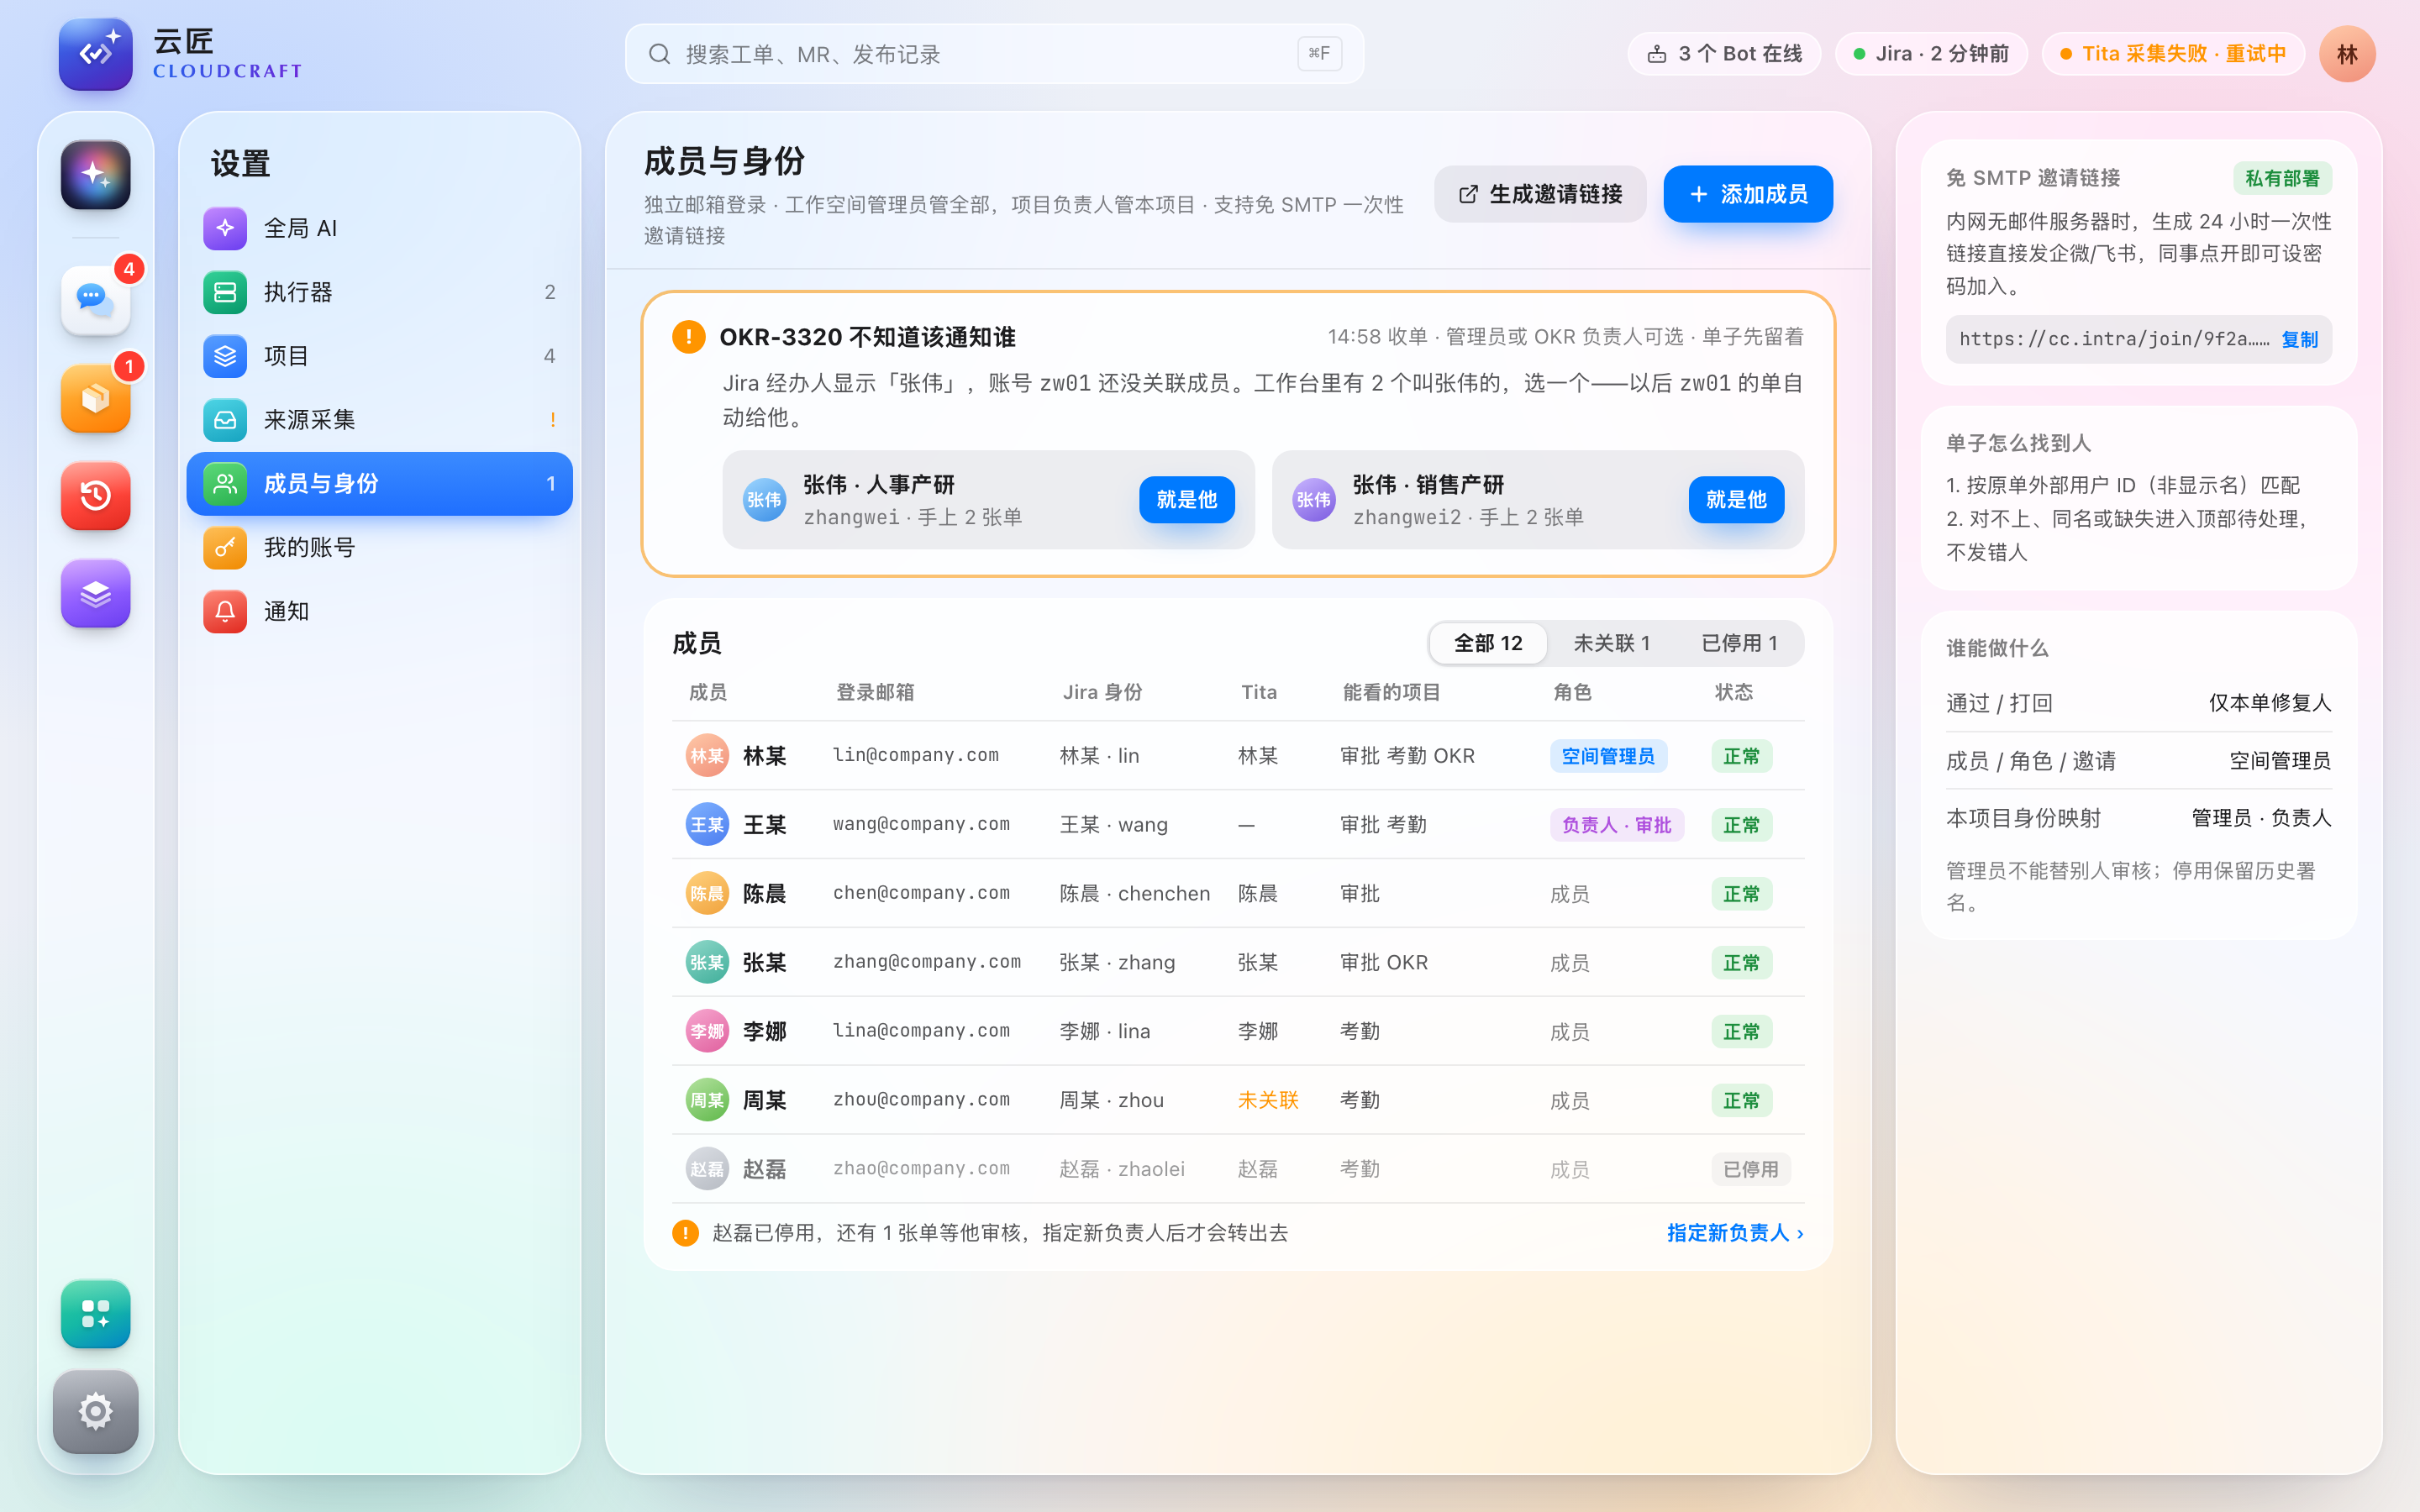 云匠
CLOUDCRAFT
搜索工单、MR、发布记录
⌘F
3 个 Bot 在线
Jira · 2 分钟前
Tita 采集失败 · 重试中
林
4
1
设置
全局 AI
执行器
2
项目
4
来源采集
!
成员与身份
1
我的账号
通知
成员与身份
独立邮箱登录 · 工作空间管理员管全部，项目负责人管本项目 · 支持免 SMTP 一次性
邀请链接
生成邀请链接
添加成员
!
OKR-3320 不知道该通知谁
14:58 收单 · 管理员或 OKR 负责人可选 · 单子先留着
Jira 经办人显示「张伟」，账号 zw01 还没关联成员。工作台里有 2 个叫张伟的，选一个——以后 zw01 的单自
动给他。
张伟
张伟 · 人事产研
zhangwei · 手上 2 张单
就是他
张伟
张伟 · 销售产研
zhangwei2 · 手上 2 张单
就是他
成员
全部 12
未关联 1
已停用 1
成员 登录邮箱 Jira 身份 Tita 能看的项目 角色 状态
林某 林某 lin@company.com 林某 · lin 林某 审批 考勤 OKR 空间管理员 正常
王某 王某 wang@company.com 王某 · wang — 审批 考勤 负责人 · 审批 正常
陈晨 陈晨 chen@company.com 陈晨 · chenchen 陈晨 审批 成员 正常
张某 张某 zhang@company.com 张某 · zhang 张某 审批 OKR 成员 正常
李娜 李娜 lina@company.com 李娜 · lina 李娜 考勤 成员 正常
周某 周某 zhou@company.com 周某 · zhou 未关联 考勤 成员 正常
赵磊 赵磊 zhao@company.com 赵磊 · zhaolei 赵磊 考勤 成员 已停用
!
赵磊已停用，还有 1 张单等他审核，指定新负责人后才会转出去
指定新负责人 ›
免 SMTP 邀请链接
私有部署
内网无邮件服务器时，生成 24 小时一次性
链接直接发企微/飞书，同事点开即可设密
码加入。
https://cc.intra/join/9f2a……
复制
单子怎么找到人
1. 按原单外部用户 ID（非显示名）匹配
2. 对不上、同名或缺失进入顶部待处理，
不发错人
谁能做什么
通过 / 打回 仅本单修复人
成员 / 角色 / 邀请 空间管理员
本项目身份映射 管理员 · 负责人
管理员不能替别人审核；停用保留历史署
名。